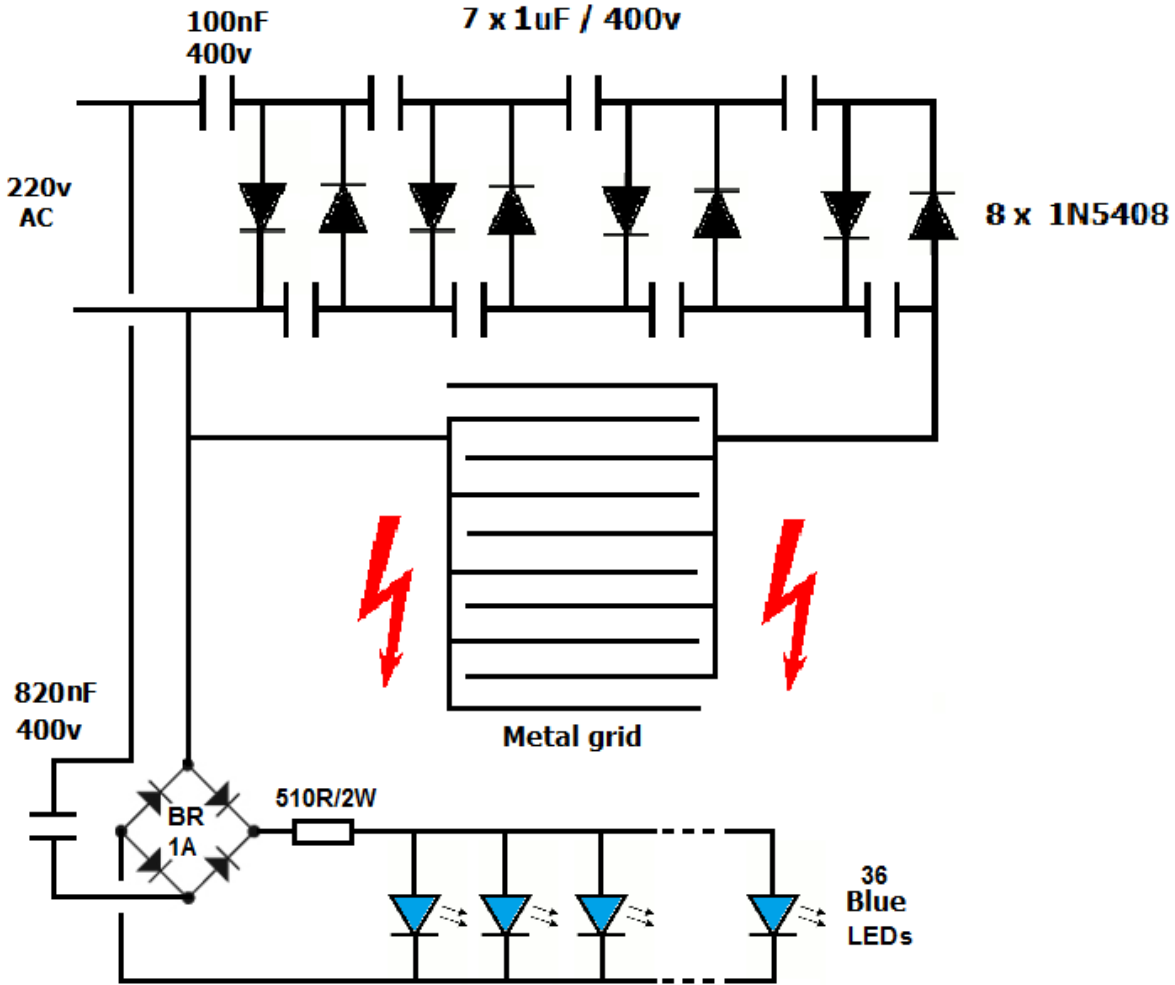 100nF
400v
7 x 1uF / 400v
220v
AC
8 x 1N5408
Metal grid
820nF
400v
BR
1A
510R/2W
36
Blue
LEDs